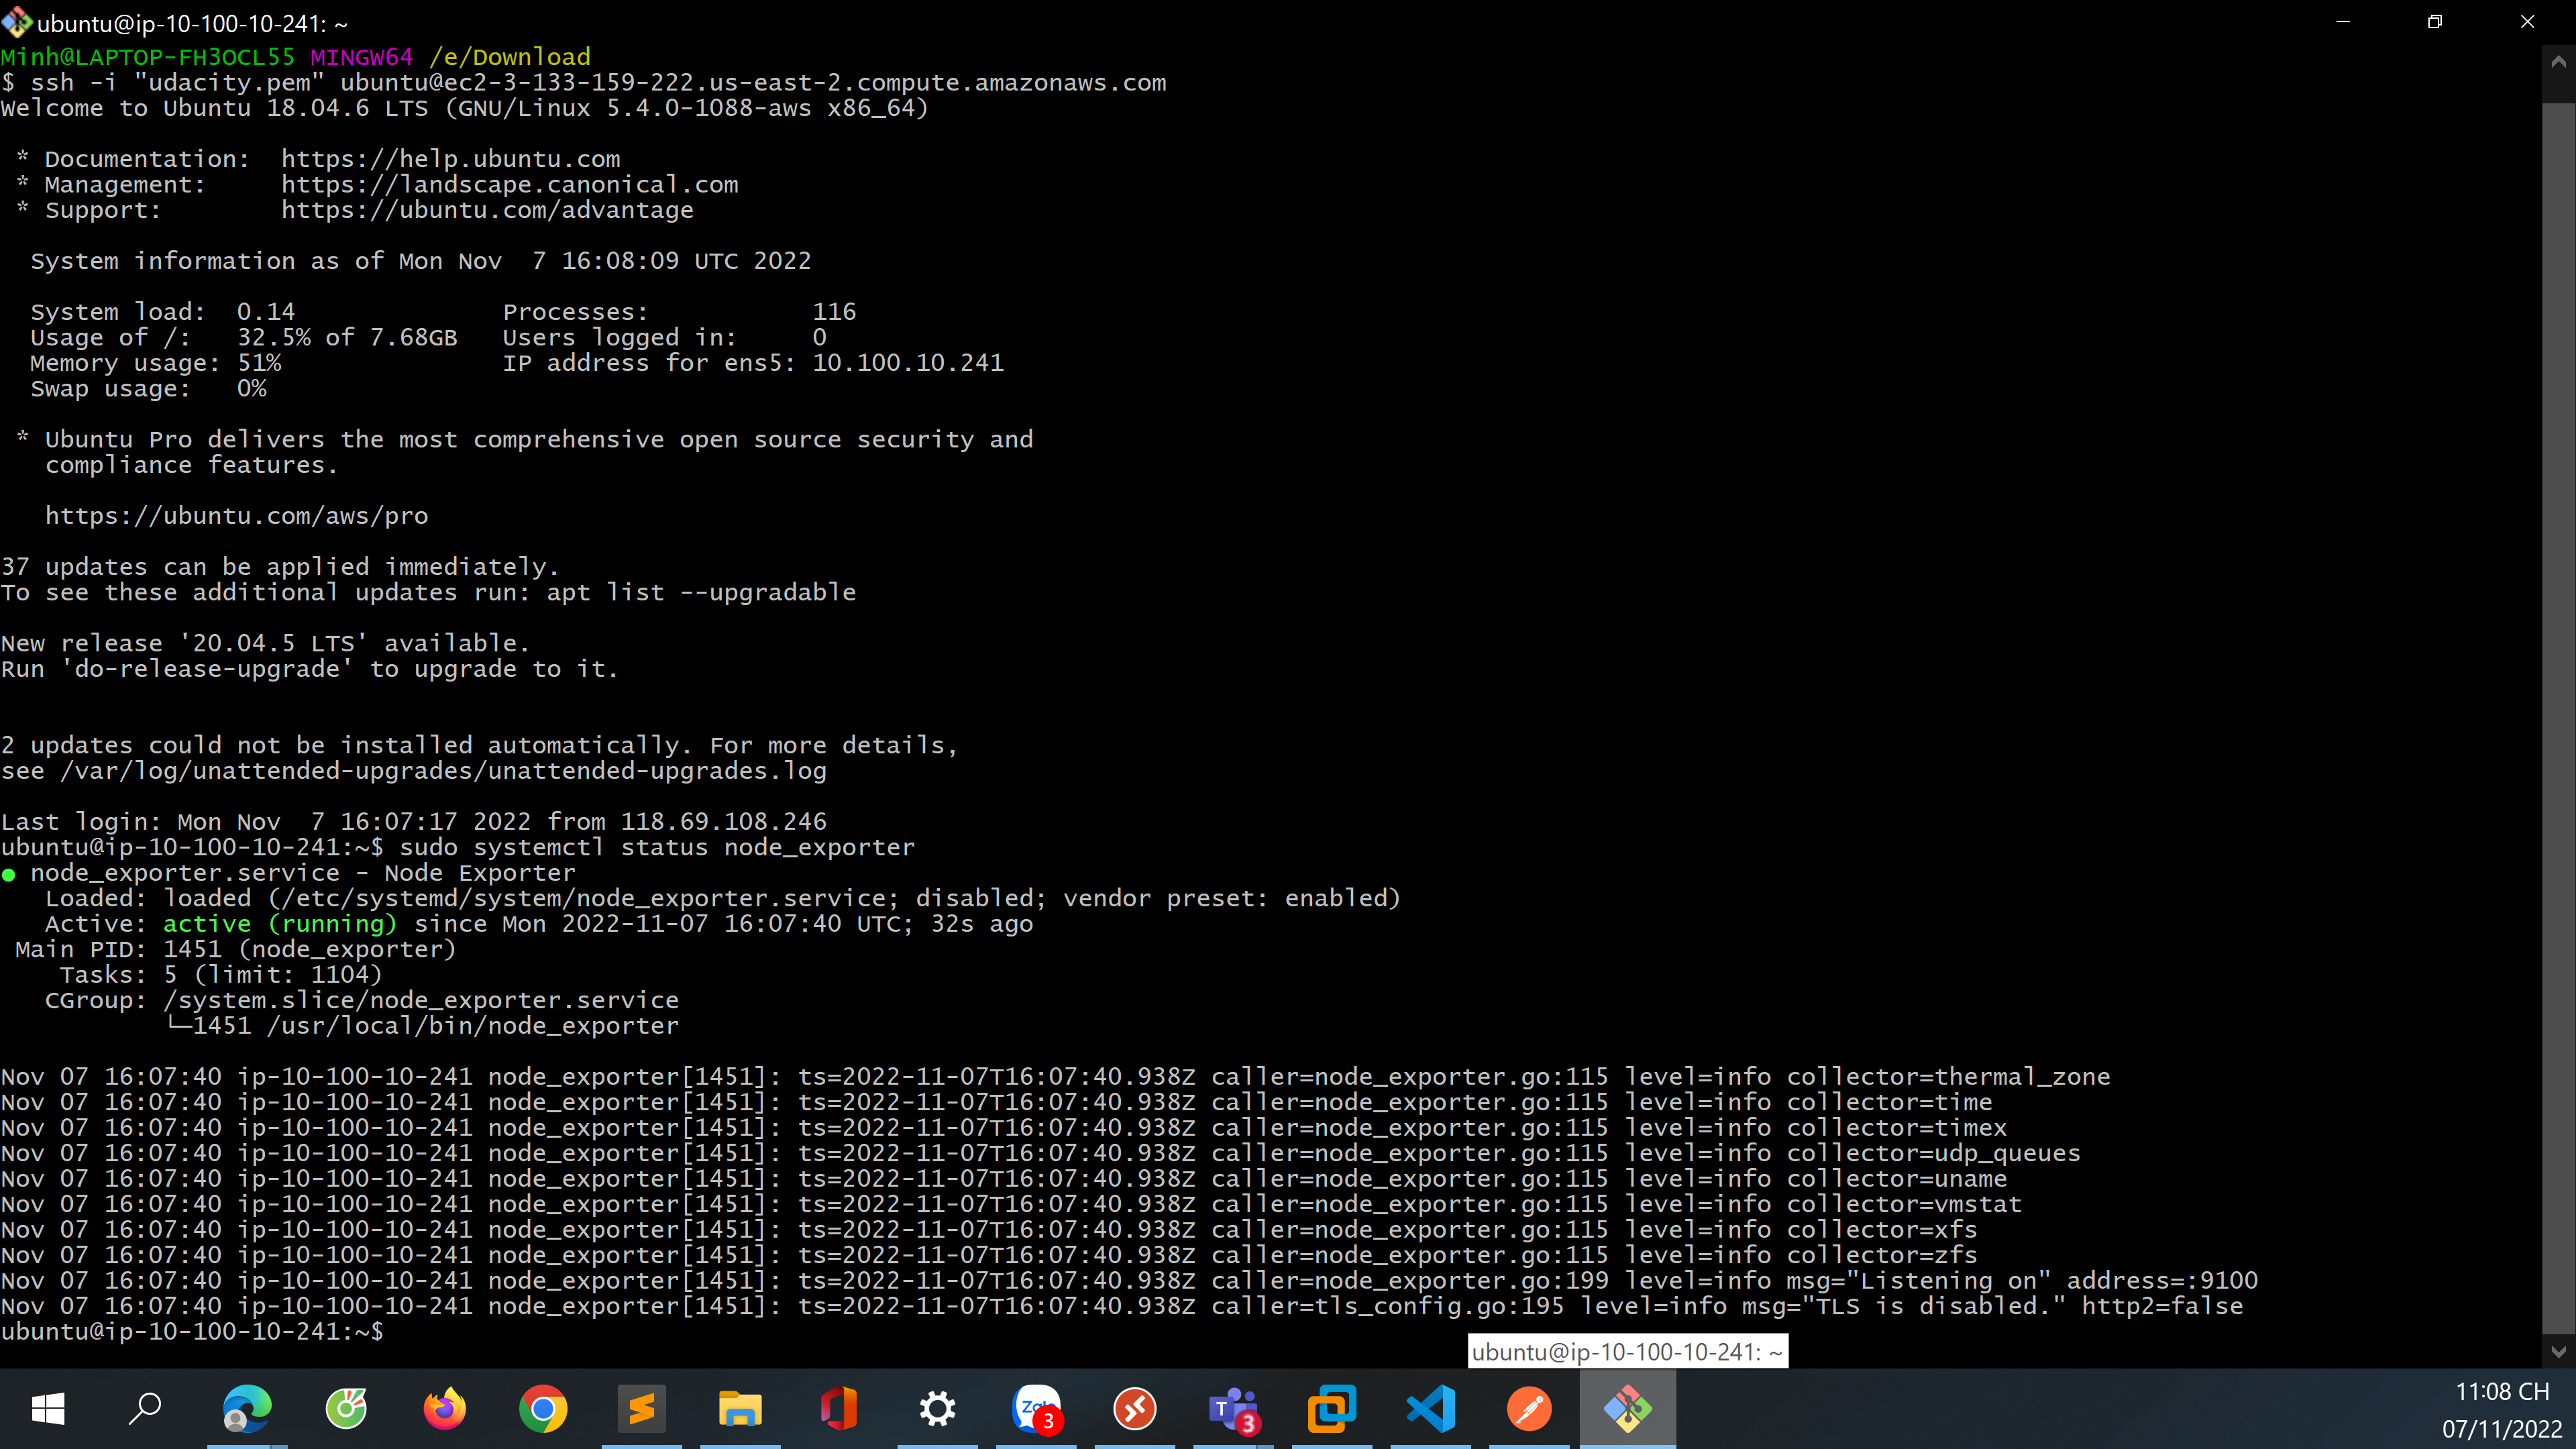 ubuntu@ip-10-100-10-241: ~
Minh@LAPTOP-FH3OCL55 MINGW64 /e/Download
$ ssh -i "udacity.pem" ubuntu@ec2-3-133-159-222.us-east-2.compute.amazonaws.com
Welcome to Ubuntu 18.04.6 LTS (GNU/Linux 5.4.0-1088-aws x86_64)
* Documentation:  https://help.ubuntu.com
* Management:     https://landscape.canonical.com
* Support:        https://ubuntu.com/advantage
System information as of Mon Nov  7 16:08:09 UTC 2022
System load:  0.14              Processes:           116
Usage of /:   32.5% of 7.68GB   Users logged in:     0
Memory usage: 51%               IP address for ens5: 10.100.10.241
Swap usage:   0%
* Ubuntu Pro delivers the most comprehensive open source security and
compliance features.
https://ubuntu.com/aws/pro
37 updates can be applied immediately.
To see these additional updates run: apt list --upgradable
New release '20.04.5 LTS' available.
Run 'do-release-upgrade' to upgrade to it.
2 updates could not be installed automatically. For more details,
see /var/log/unattended-upgrades/unattended-upgrades.log
Last login: Mon Nov  7 16:07:17 2022 from 118.69.108.246
ubuntu@ip-10-100-10-241:~$ sudo systemctl status node_exporter
● node_exporter.service - Node Exporter
Loaded: loaded (/etc/systemd/system/node_exporter.service; disabled; vendor preset: enabled)
Active: active (running) since Mon 2022-11-07 16:07:40 UTC; 32s ago
Main PID: 1451 (node_exporter)
Tasks: 5 (limit: 1104)
CGroup: /system.slice/node_exporter.service
└─1451 /usr/local/bin/node_exporter
Nov 07 16:07:40 ip-10-100-10-241 node_exporter[1451]: ts=2022-11-07T16:07:40.938Z caller=node_exporter.go:115 level=info collector=thermal_zone
Nov 07 16:07:40 ip-10-100-10-241 node_exporter[1451]: ts=2022-11-07T16:07:40.938Z caller=node_exporter.go:115 level=info collector=time
Nov 07 16:07:40 ip-10-100-10-241 node_exporter[1451]: ts=2022-11-07T16:07:40.938Z caller=node_exporter.go:115 level=info collector=timex
Nov 07 16:07:40 ip-10-100-10-241 node_exporter[1451]: ts=2022-11-07T16:07:40.938Z caller=node_exporter.go:115 level=info collector=udp_queues
Nov 07 16:07:40 ip-10-100-10-241 node_exporter[1451]: ts=2022-11-07T16:07:40.938Z caller=node_exporter.go:115 level=info collector=uname
Nov 07 16:07:40 ip-10-100-10-241 node_exporter[1451]: ts=2022-11-07T16:07:40.938Z caller=node_exporter.go:115 level=info collector=vmstat
Nov 07 16:07:40 ip-10-100-10-241 node_exporter[1451]: ts=2022-11-07T16:07:40.938Z caller=node_exporter.go:115 level=info collector=xfs
Nov 07 16:07:40 ip-10-100-10-241 node_exporter[1451]: ts=2022-11-07T16:07:40.938Z caller=node_exporter.go:115 level=info collector=zfs
Nov 07 16:07:40 ip-10-100-10-241 node_exporter[1451]: ts=2022-11-07T16:07:40.938Z caller=node_exporter.go:199 level=info msg="Listening on" address=:9100
Nov 07 16:07:40 ip-10-100-10-241 node_exporter[1451]: ts=2022-11-07T16:07:40.938Z caller=tls_config.go:195 level=info msg="TLS is disabled." http2=false
ubuntu@ip-10-100-10-241:~$
ubuntu@ip-10-100-10-241: ~
3
T
3
11:08 CH
07/11/2022